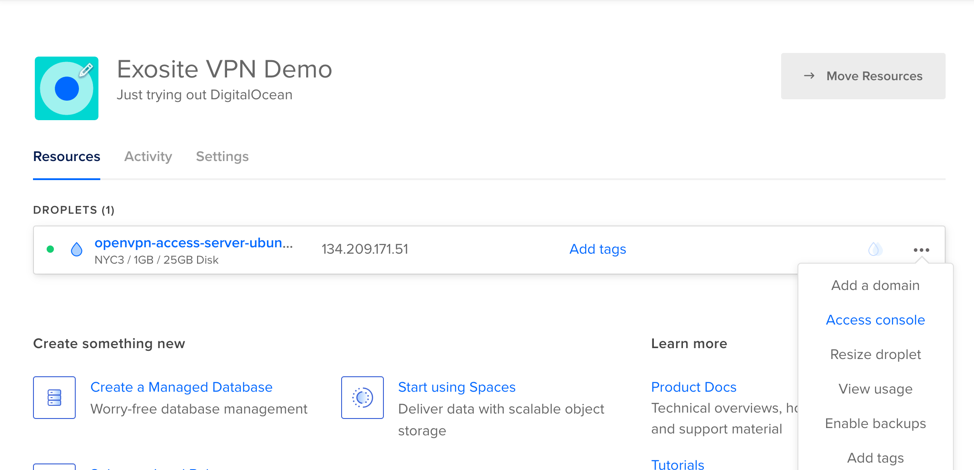 Exosite VPN Demo
Just trying out DigitalOcean
→ Move Resources
Resources Activity Settings
DROPLETS (1)
openvpn-access-server-ubun... 134.209.171.51 Add tags
NYC3 / 1GB / 25GB Disk
Add a domain
Access console
Resize droplet
View usage
Enable backups
Add tags
Create something new
Create a Managed Database
Worry-free database management
Start using Spaces
Deliver data with scalable object
storage
Learn more
Product Docs
Technical overviews,
and support material
Tutorials